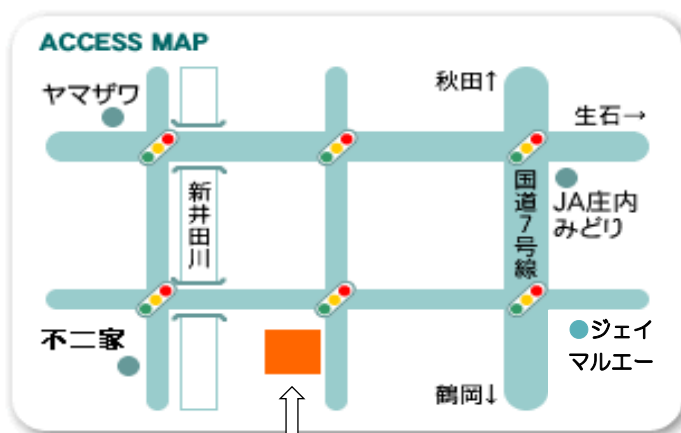 ACCESS MAP
ヤマザワ
秋田↑
生石→
新井田川
国道7号線
JA庄内
みどり
不二家
●ジェイ
マルエー
鶴岡↓